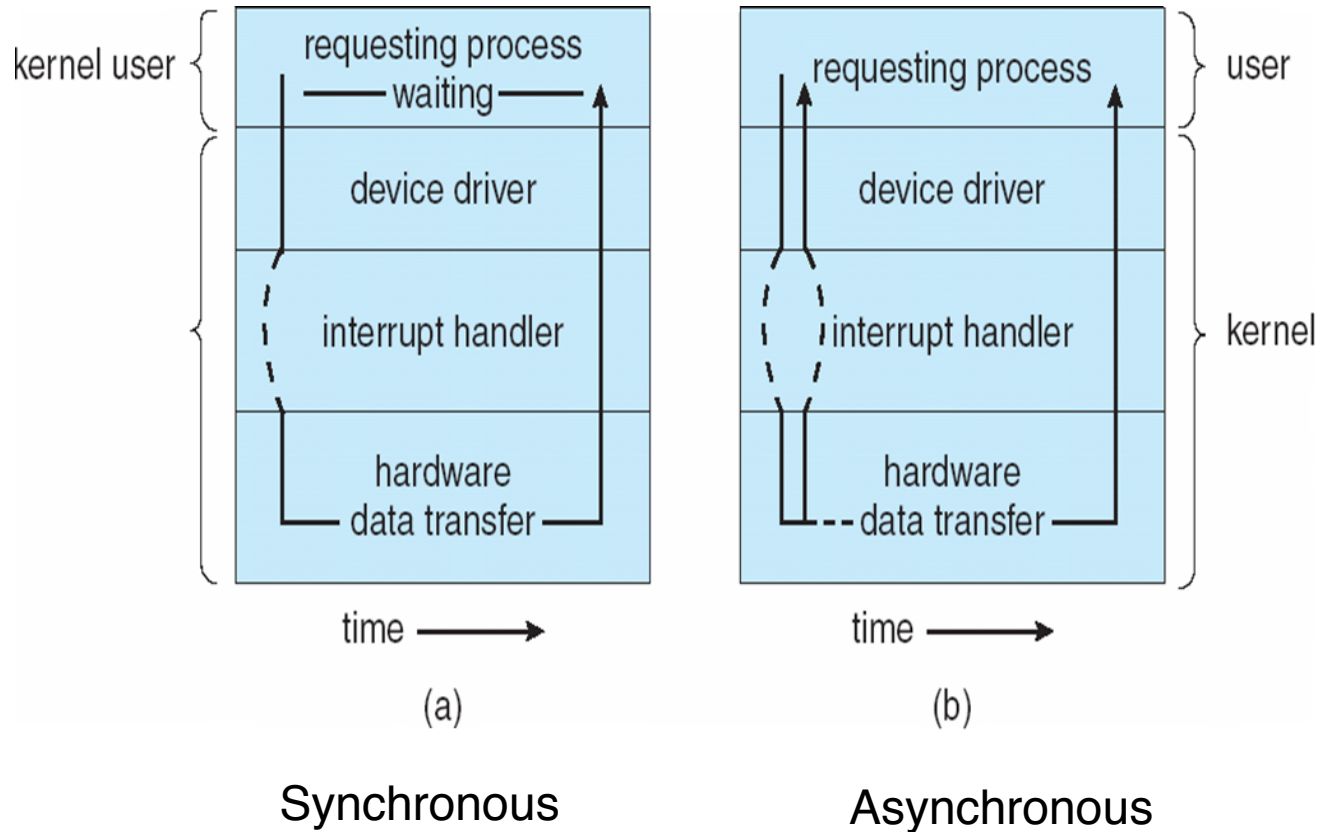 kernel user
requesting process
waiting
device driver
interrupt handler
hardware
data transfer
time
(a)
Synchronous
requesting process
user
device driver
interrupt handler
kernel
hardware
data transfer
time
(b)
Asynchronous